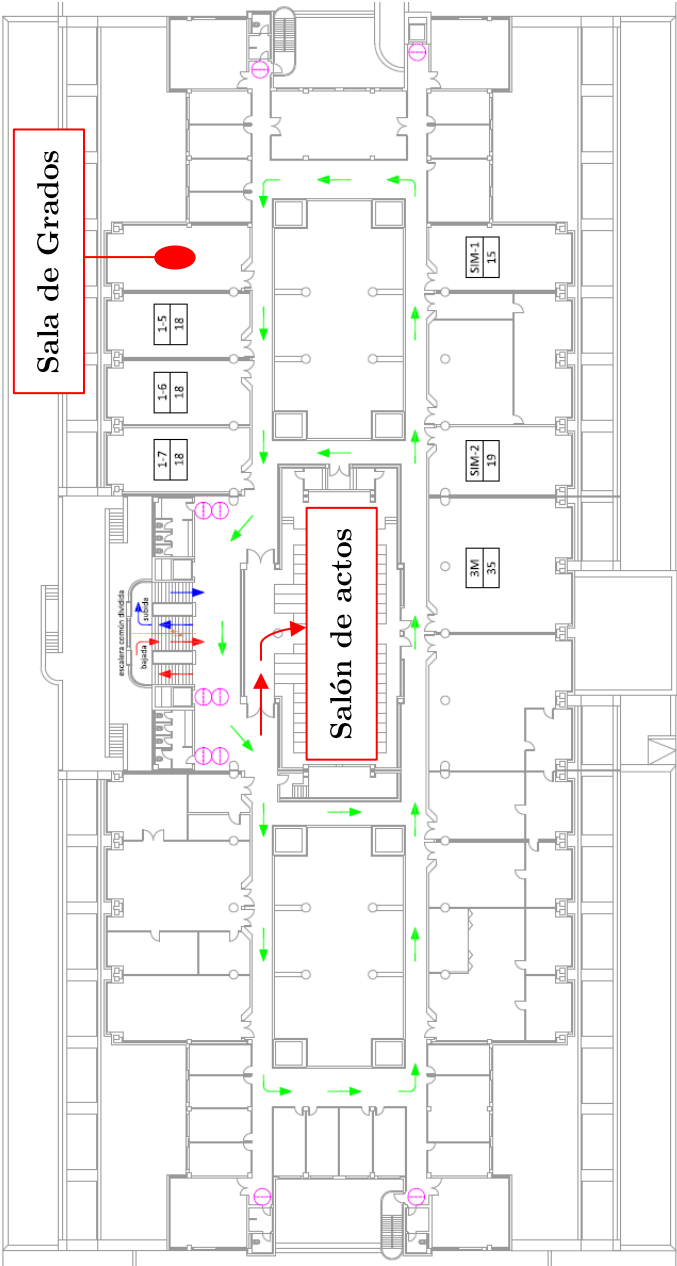 Sala de Grados
1-5
18
1-6
18
1-7
18
SIM-1
15
SIM-2
19
3M
35
escalera común dividida
subida
bajada
Salón de actos